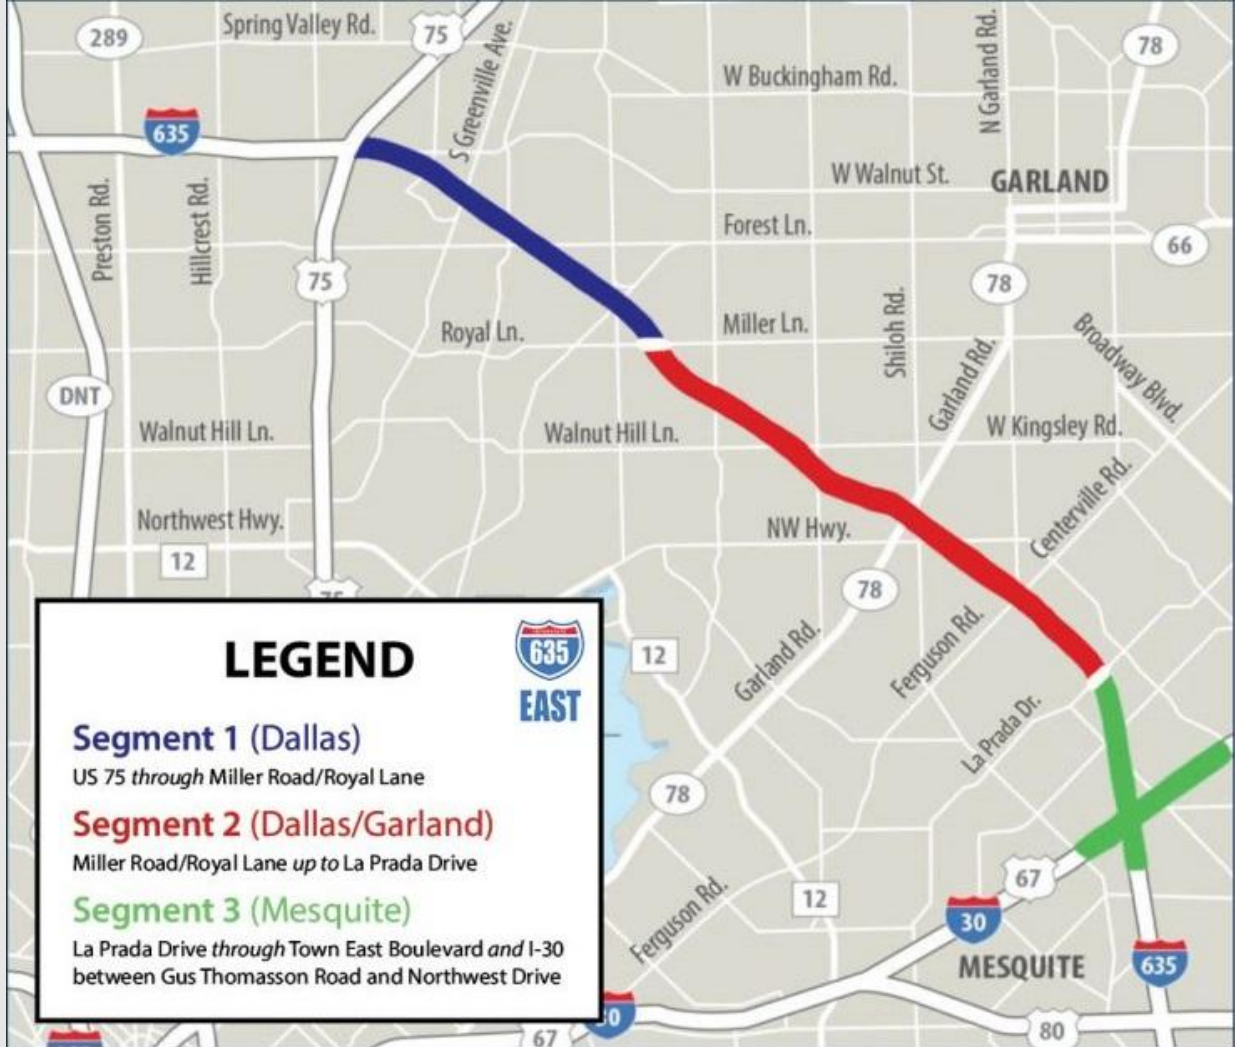 289
Spring Valley Rd.
75
S Greenville Ave.
W Buckingham Rd.
N Garland Rd.
78
635
W Walnut St.
GARLAND
Preston Rd.
Hillcrest Rd.
Forest Ln.
66
75
78
Royal Ln.
Miller Ln.
Shiloh Rd.
Garland Rd.
Broadway Blvd.
DNT
Walnut Hill Ln.
Walnut Hill Ln.
W Kingsley Rd.
Centerville Rd.
Northwest Hwy.
NW Hwy.
12
75
78
12
Garland Rd.
Ferguson Rd.
La Prada Dr.
78
67
12
30
Ferguson Rd.
MESQUITE
635
30
67
80
LEGEND
635
EAST
Segment 1 (Dallas)
US 75 through Miller Road/Royal Lane
Segment 2 (Dallas/Garland)
Miller Road/Royal Lane up to La Prada Drive
Segment 3 (Mesquite)
La Prada Drive through Town East Boulevard and I-30
between Gus Thomasson Road and Northwest Drive